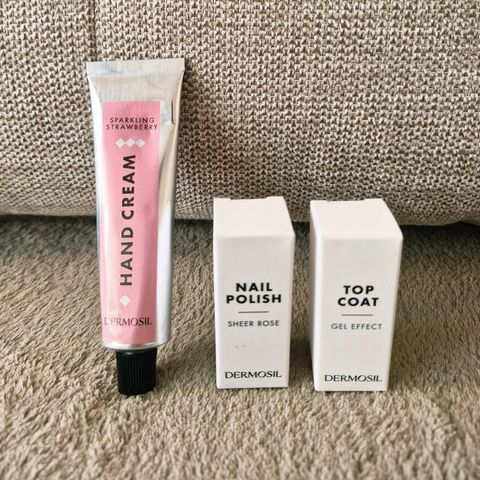 SPARKLING
STRAWBERRY
HAND CREAM
DERMOSIL
NAIL
POLISH
SHEER ROSE
DERMOSIL
TOP
COAT
GEL EFFECT
DERMOSIL